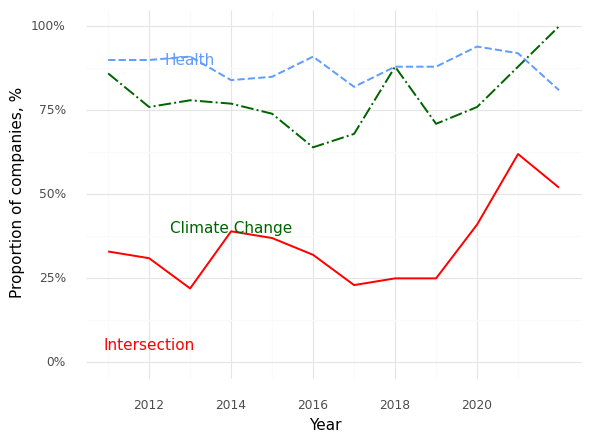 100%
Health
75%
Proportion of companies, %
50%
Climate Change
25%
Intersection
0%
2012 2014 2016 2018 2020
Year